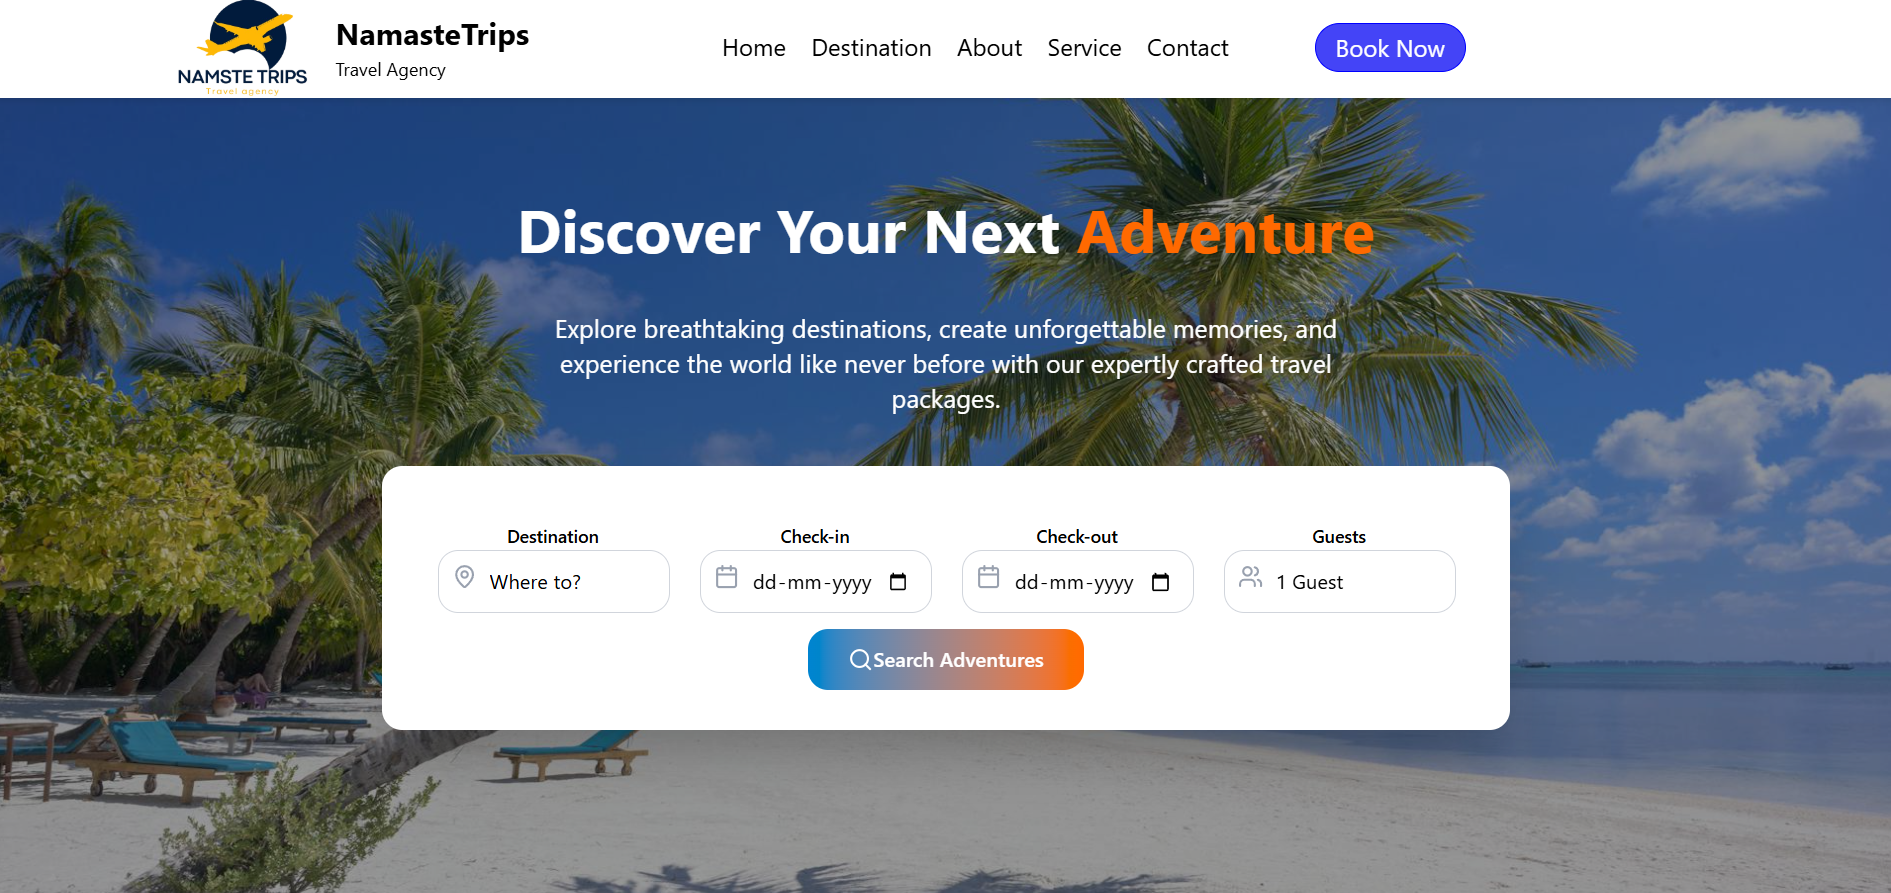 NAMSTE TRIPS
Travel agency
NamasteTrips
Travel Agency
Home Destination About Service Contact
Book Now
Discover Your Next Adventure
Explore breathtaking destinations, create unforgettable memories, and
experience the world like never before with our expertly crafted travel
packages.
Destination Check-in Check-out Guests
Where to? dd-mm-yyyy dd-mm-yyyy 1 Guest
Search Adventures